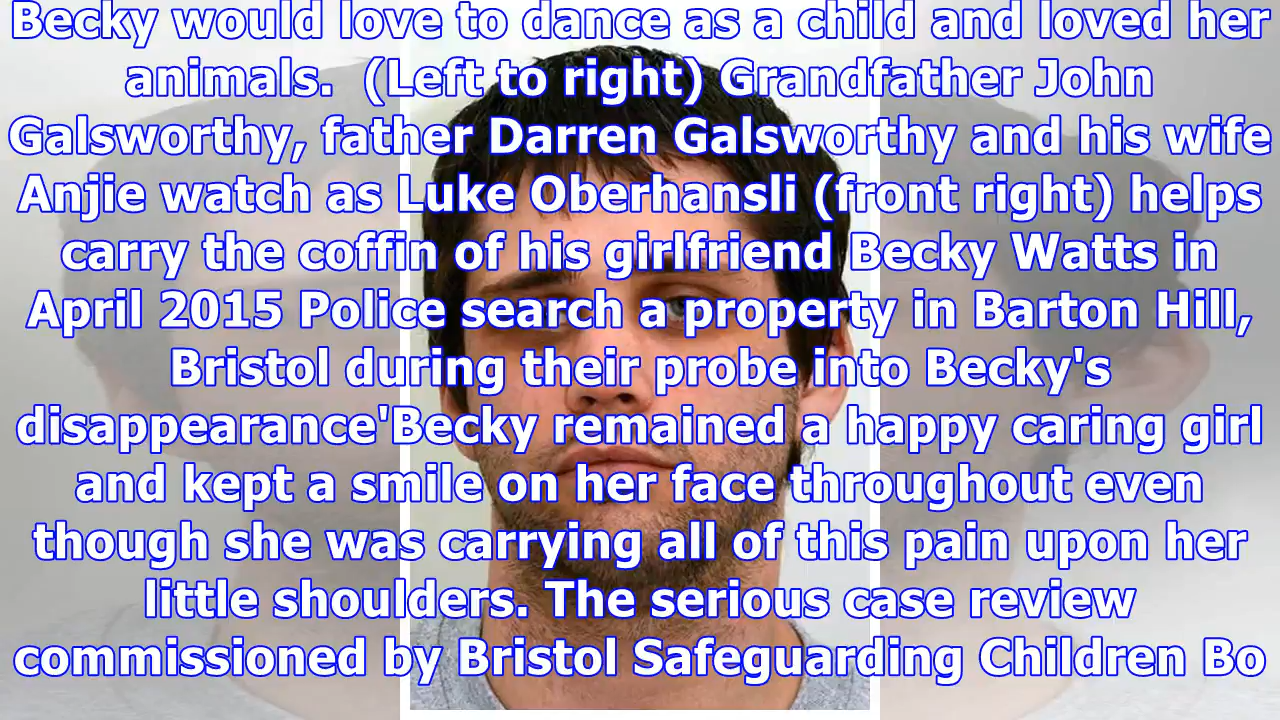 Becky would love to dance as a child and loved her
animals.  (Left to right) Grandfather John
Galsworthy, father Darren Galsworthy and his wife
Anjie watch as Luke Oberhansli (front right) helps
carry the coffin of his girlfriend Becky Watts in
April 2015 Police search a property in Barton Hill,
Bristol during their probe into Becky's
disappearance'Becky remained a happy caring girl
and kept a smile on her face throughout even
though she was carrying all of this pain upon her
little shoulders. The serious case review
commissioned by Bristol Safeguarding Children Bo